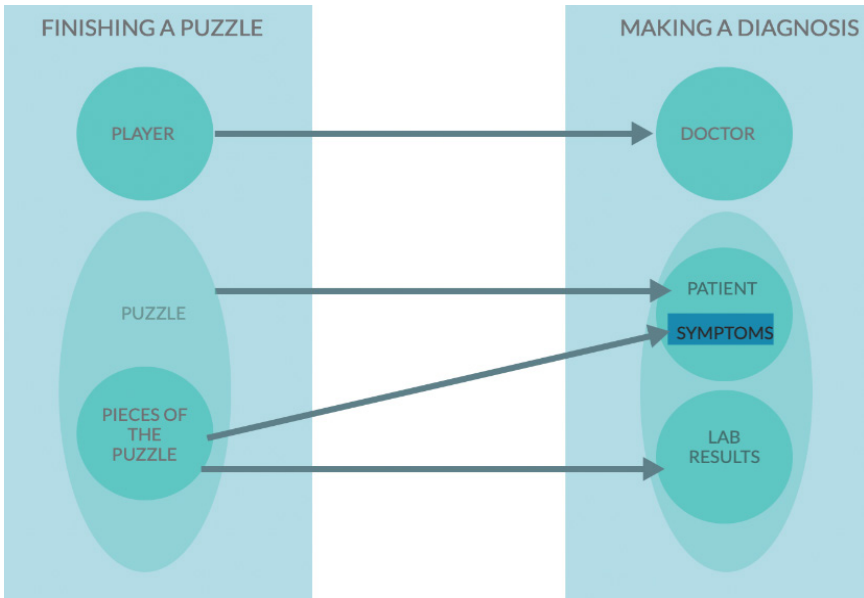 FINISHING A PUZZLE
PLAYER
PUZZLE
PIECES OF
THE
PUZZLE
MAKING A DIAGNOSIS
DOCTOR
PATIENT
SYMPTOMS
LAB
RESULTS